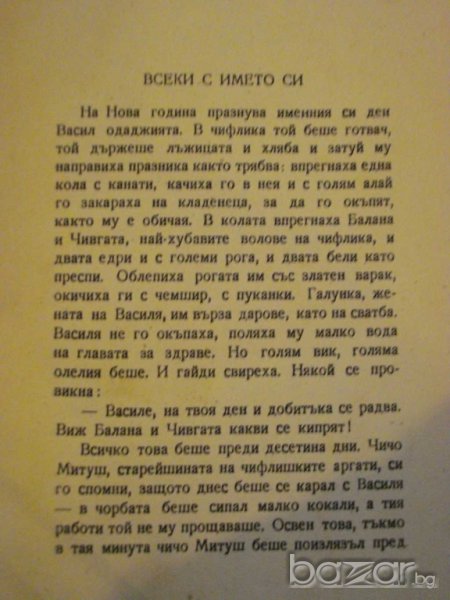 ВСЕКИ С ИМЕТО СИ
На Нова година празнува именния си ден
Васил одаджията. В чифлика той беше готвач,
той държеше лъжицата и хляба и затуй му
направиха празника както трябва: впрегнаха една
кола с канати, качиха го в нея и с голям алай
го закараха на кладенеца, за да го окъпят,
както му е обичая. В колата впрегнаха Балана
и Чивгата, най-хубавите волове на чифлика, и
двата едри и с големи рога, и двата бели като
преспи. Облепиха рогата им със златен варак,
окичиха ги с чемшир, с пуканки. Галунка, же-
ната на Василя, им върза дарове, като на сватба.
Василя не го окъпаха, поляха му малко вода
на главата за здраве. Но голям вик, голяма
олелия беше. И гайди свиреха. Някой се про-
викна:
— Василе, на твоя ден и добитъка се радва.
Виж Балана и Чивгата какви се кипрят!
Всичко това беше преди десетина дни. Чичо
Митуш, старейшината на чифлишките аргати, си
го спомни, защото днес беше се карал с Василя
— в чорбата беше сипал малко кокали, а тия
работи той не му прощаваше. Освен това, тъкмо
в тая минута чичо Митуш беше поизлязъл пред
bazar.bg